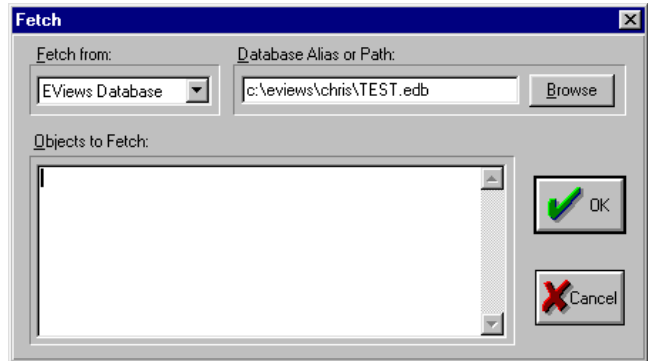 Fetch
Fetch from:
Database Alias or Path:
EViews Database
c:\eviews\chris\TEST.edb
Browse
Objects to Fetch:
OK
Cancel